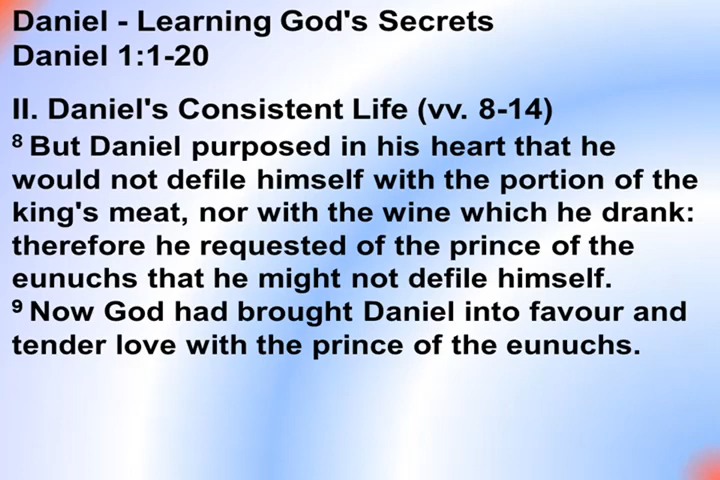 Daniel - Learning God's Secrets
Daniel 1:1-20
II. Daniel's Consistent Life (vv. 8-14)
8 But Daniel purposed in his heart that he
would not defile himself with the portion of the
king's meat, nor with the wine which he drank:
therefore he requested of the prince of the
eunuchs that he might not defile himself.
9 Now God had brought Daniel into favour and
tender love with the prince of the eunuchs.